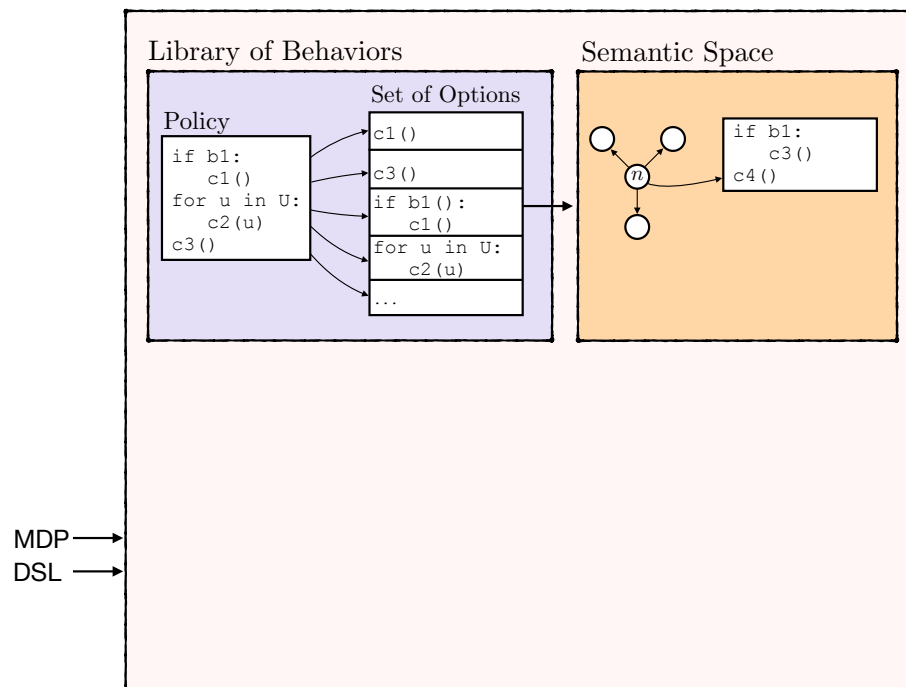 Library of Behaviors
Policy
if b1:
   c1()
for u in U:
   c2(u)
c3()
Set of Options
c1()
c3()
if b1():
   c1()
for u in U:
   c2(u)
...
Semantic Space
n
if b1:
   c3()
c4()
MDP
DSL